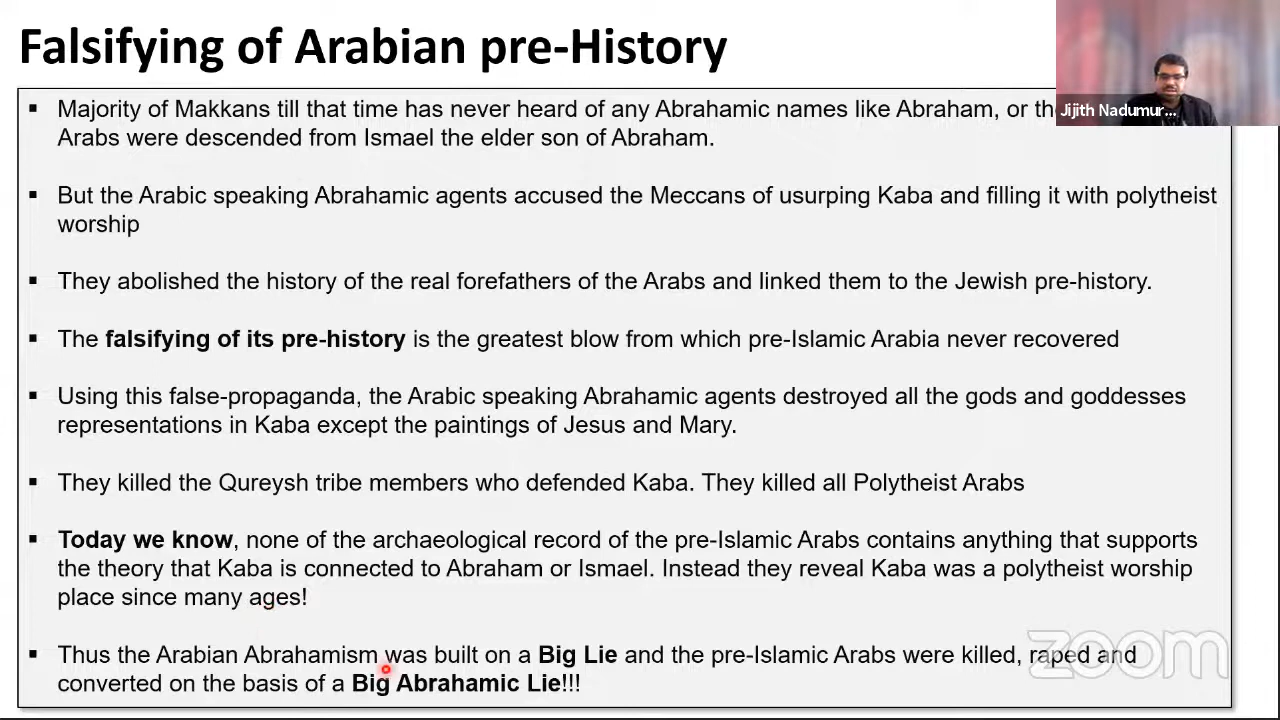 Falsifying of Arabian pre-History
▪ Majority of Makkans till that time has never heard of any Abrahamic names like Abraham, or
Arabs were descended from Ismael the elder son of Abraham.
▪ But the Arabic speaking Abrahamic agents accused the Meccans of usurping Kaba and filling it with polytheist
worship
▪ They abolished the history of the real forefathers of the Arabs and linked them to the Jewish pre-history.
▪ The falsifying of its pre-history is the greatest blow from which pre-Islamic Arabia never recovered
▪ Using this false-propaganda, the Arabic speaking Abrahamic agents destroyed all the gods and goddesses
representations in Kaba except the paintings of Jesus and Mary.
▪ They killed the Qureysh tribe members who defended Kaba. They killed all Polytheist Arabs
▪ Today we know, none of the archaeological record of the pre-Islamic Arabs contains anything that supports
the theory that Kaba is connected to Abraham or Ismael. Instead they reveal Kaba was a polytheist worship
place since many ages!
▪ Thus the Arabian Abrahamism was built on a Big Lie and the pre-Islamic Arabs were killed, raped and
converted on the basis of a Big Abrahamic Lie!!!
Jijith Nadumur...
zoom